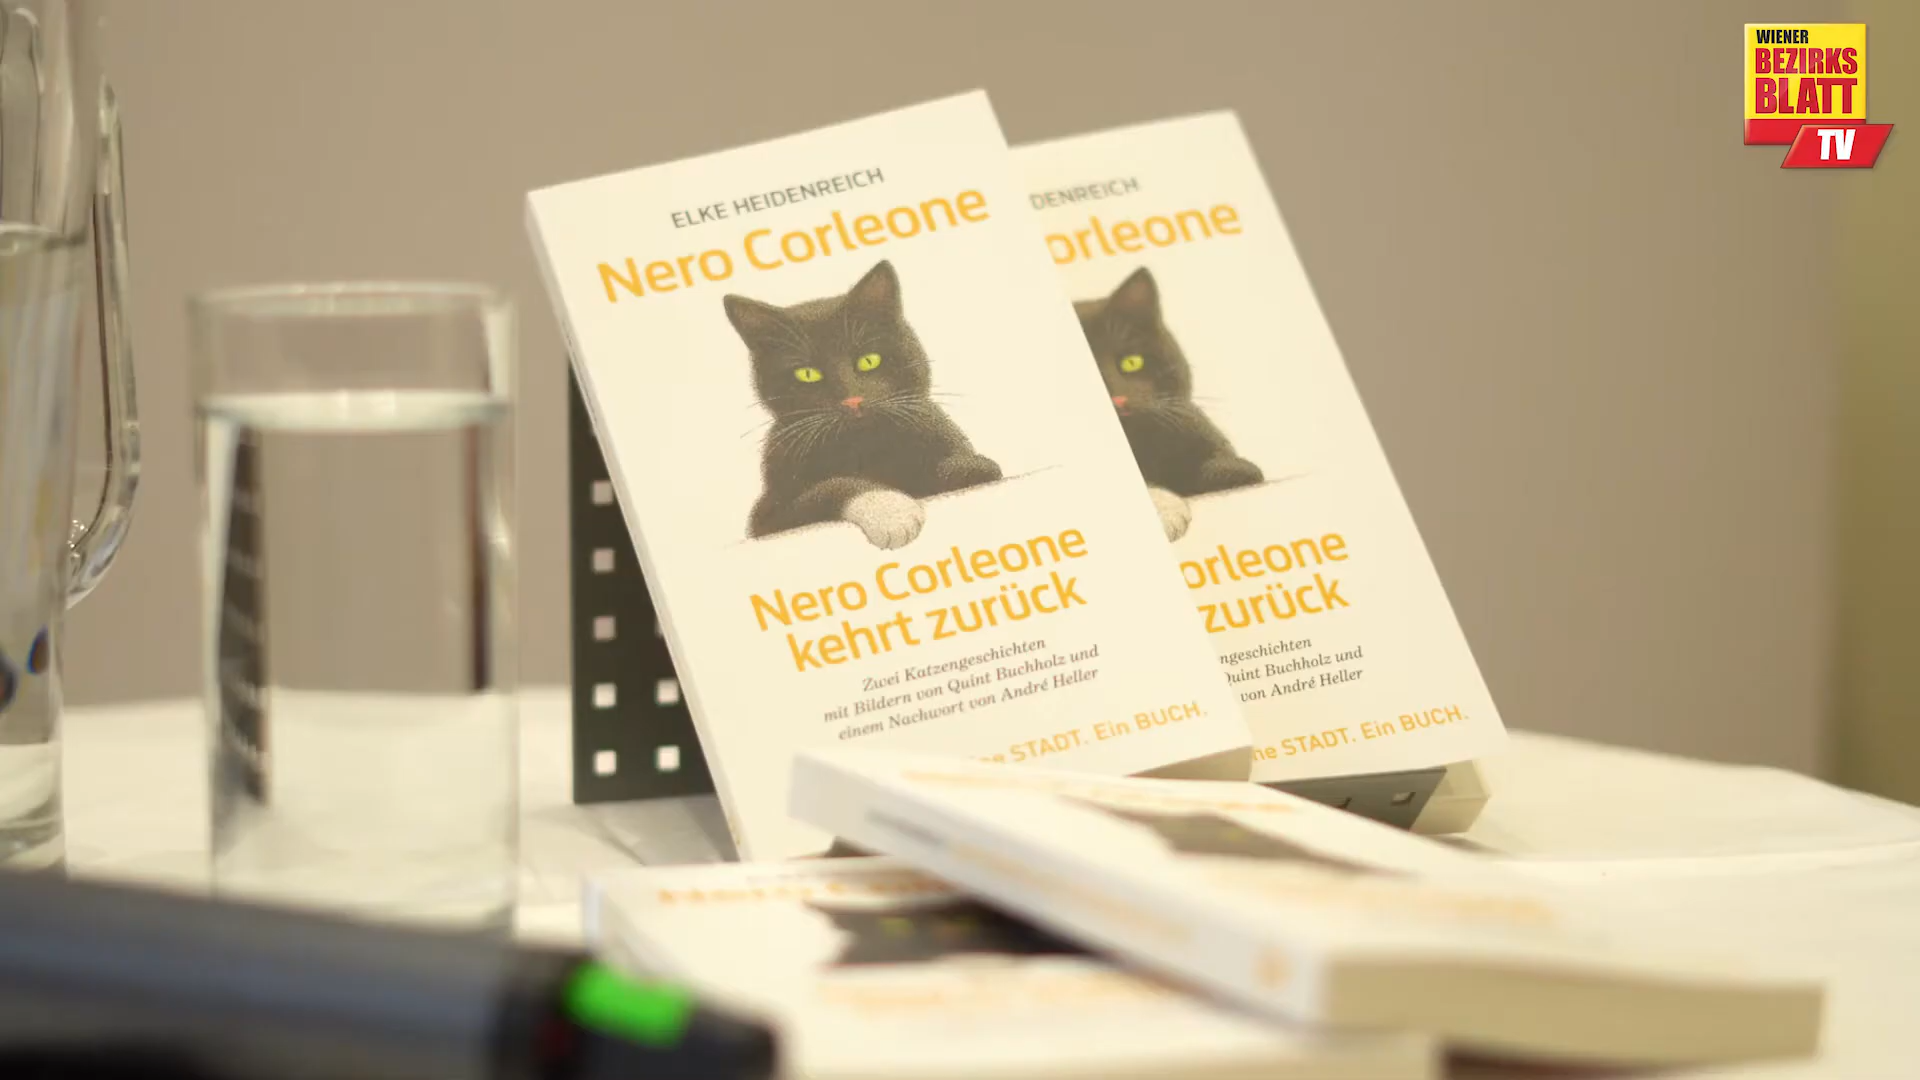 WIENER
BEZIRKS
BLATT
TV
ELKE HEIDENREICH
Nero Corleone
Nero Corleone
kehrt zurück
Zwei Katzengeschichten
mit Bildern von Quint Buchholz und
einem Nachwort von André Heller
ne STADT. Ein BUCH.
DENREICH
orleone
orleone
zurück
ngeschichten
Quint Buchholz und
von André Heller
ne STADT. Ein BUCH.